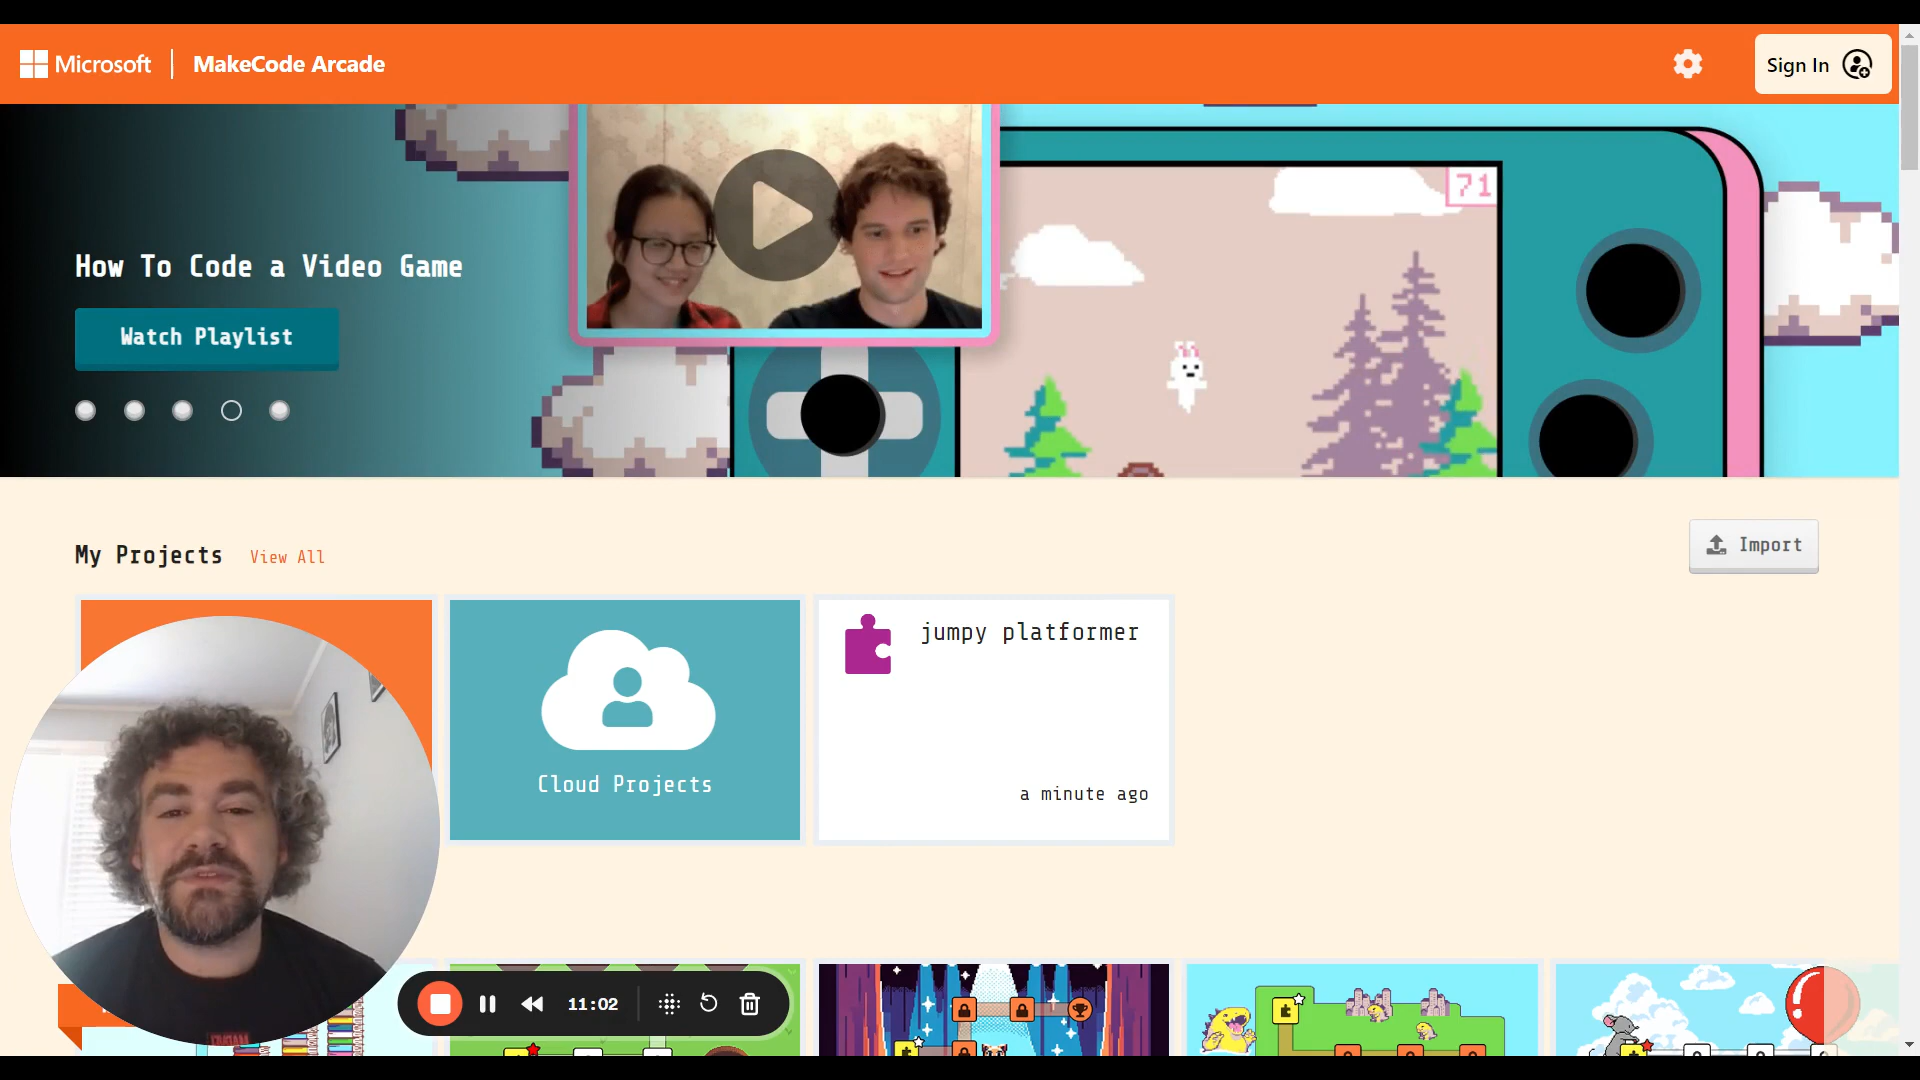 Microsoft | MakeCode Arcade
Sign In
71
How To Code a Video Game
Watch Playlist
My Projects View All
Import
jumpy platformer
Cloud Projects
a minute ago
11:02